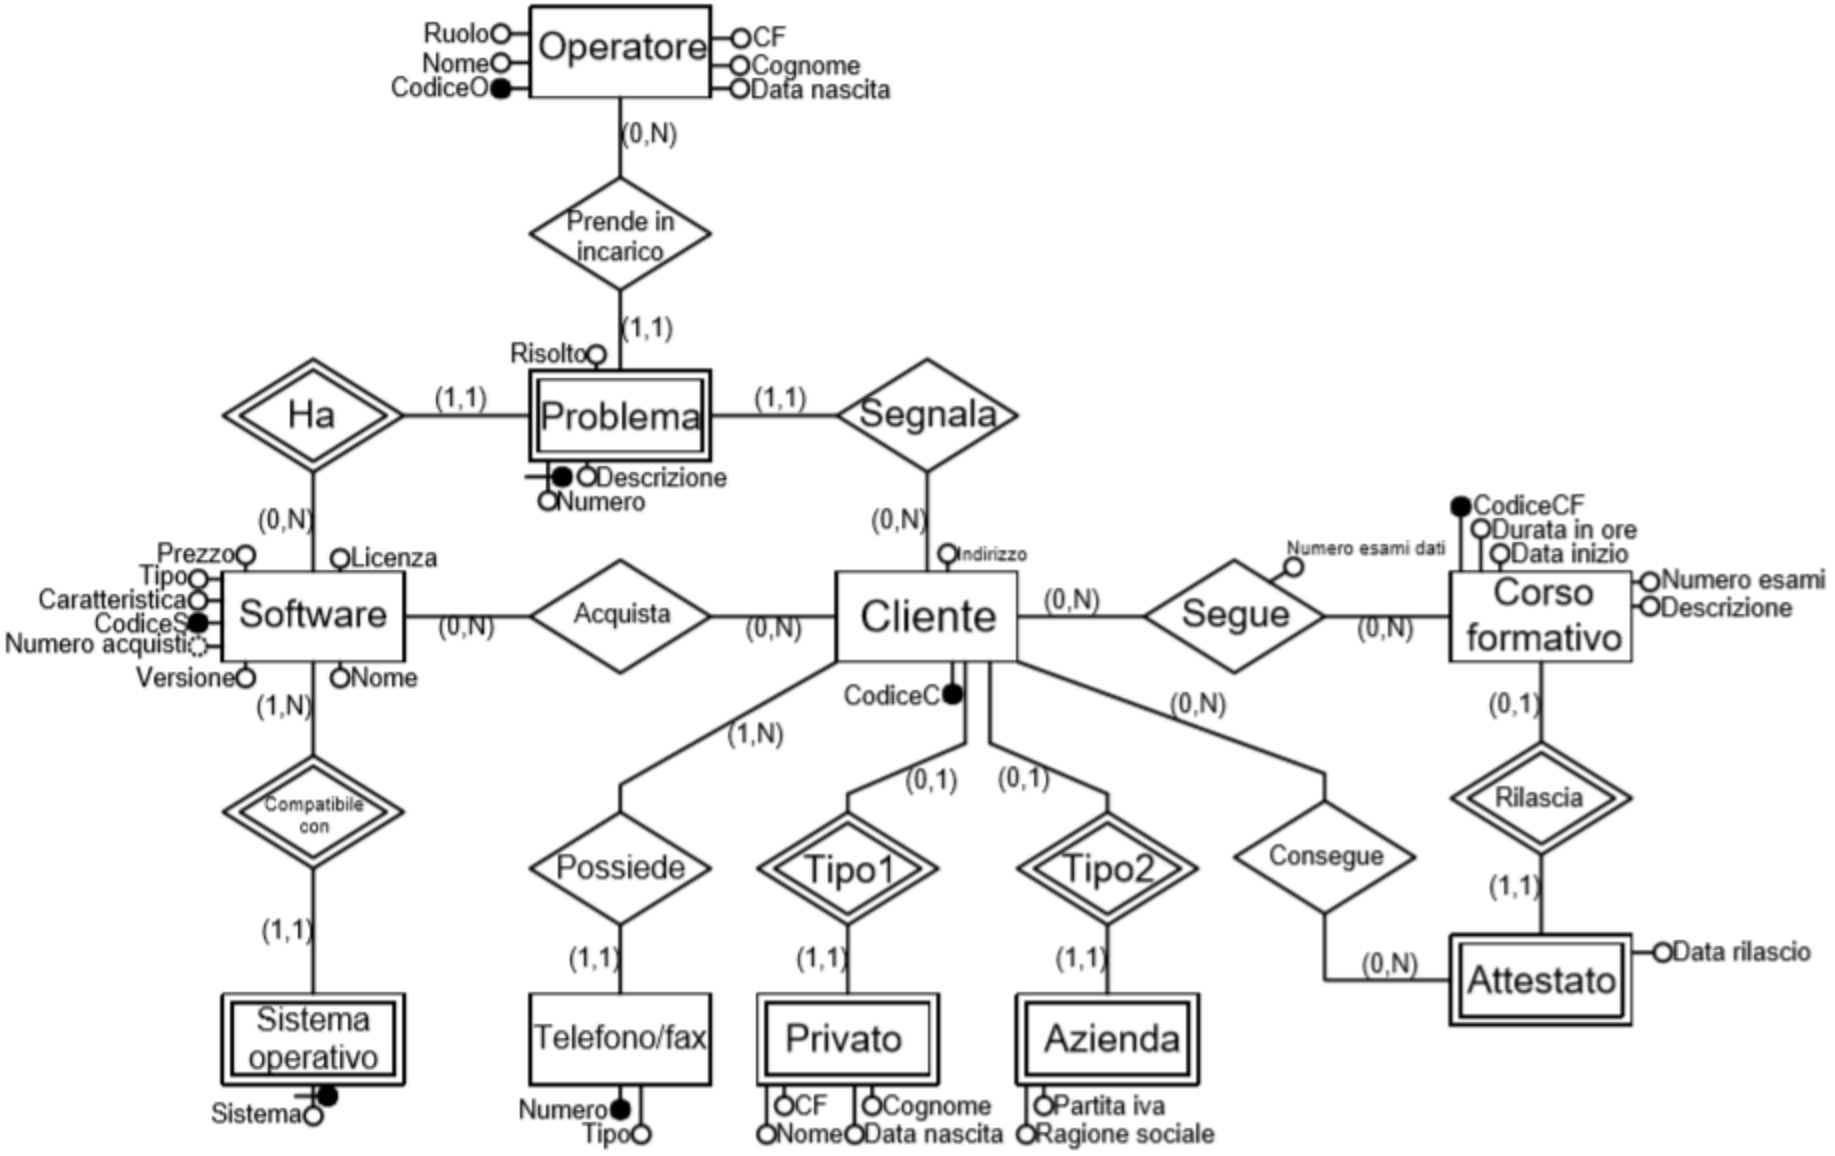 Ruolo
Nome
CodiceO
Operatore
CF
Cognome
Data nascita
(0,N)
Prende in
incarico
(1,1)
Risolto
Ha
(1,1)
Problema
(1,1)
Segnala
Descrizione
Numero
(0,N)
(0,N)
Prezzo
Licenza
Tipo
Caratteristica
CodiceS
Numero acquisti
Software
Versione
Nome
(0,N)
Acquista
(0,N)
Indirizzo
Cliente
CodiceC
(0,N)
Numero esami dati
Segue
(0,N)
CodiceCF
Durata in ore
Data inizio
Corso
formativo
Numero esami
Descrizione
(1,N)
(1,N)
(0,1)
(0,1)
(0,N)
(0,1)
Compatibile
con
Possiede
Tipo1
Tipo2
Consegue
Rilascia
(1,1)
(1,1)
(1,1)
(1,1)
(0,N)
(1,1)
Sistema
operativo
Sistema
Telefono/fax
Numero
Tipo
Privato
CF
Cognome
Nome
Data nascita
Azienda
Partita iva
Ragione sociale
Attestato
Data rilascio